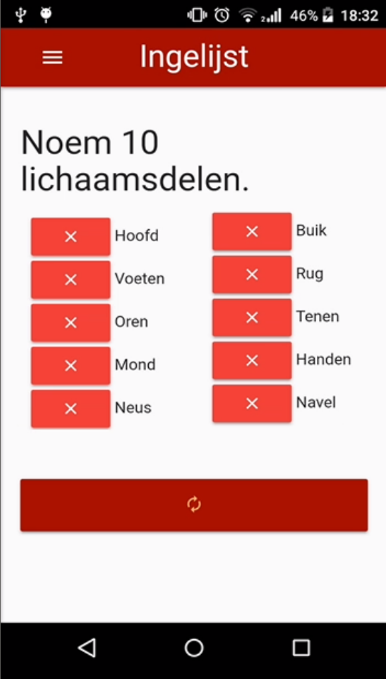 46% 18:32
Ingelijst
Noem 10
lichaamsdelen.
Hoofd
Voeten
Oren
Mond
Neus
Buik
Rug
Tenen
Handen
Navel